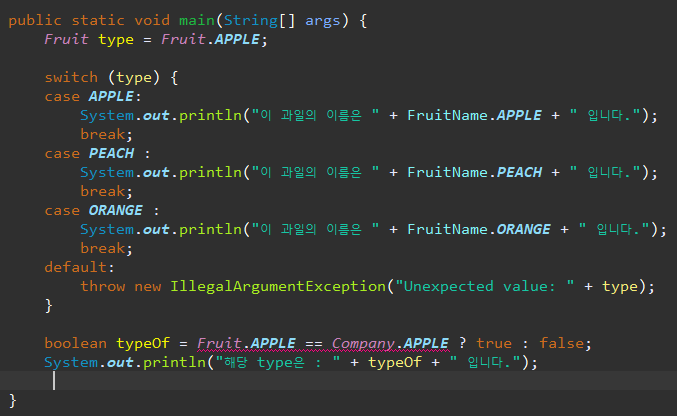 public static void main(String[] args) {
    Fruit type = Fruit.APPLE;
    switch (type) {
    case APPLE:
        System.out.println("이 과일의 이름은 " + FruitName.APPLE + " 입니다.");
        break;
    case PEACH :
        System.out.println("이 과일의 이름은 " + FruitName.PEACH + " 입니다.");
        break;
    case ORANGE :
        System.out.println("이 과일의 이름은 " + FruitName.ORANGE + " 입니다.");
        break;
    default:
        throw new IllegalArgumentException("Unexpected value: " + type);
    }
    boolean typeOf = Fruit.APPLE == Company.APPLE ? true : false;
    System.out.println("해당 type은 : " + typeOf + " 입니다.");
}